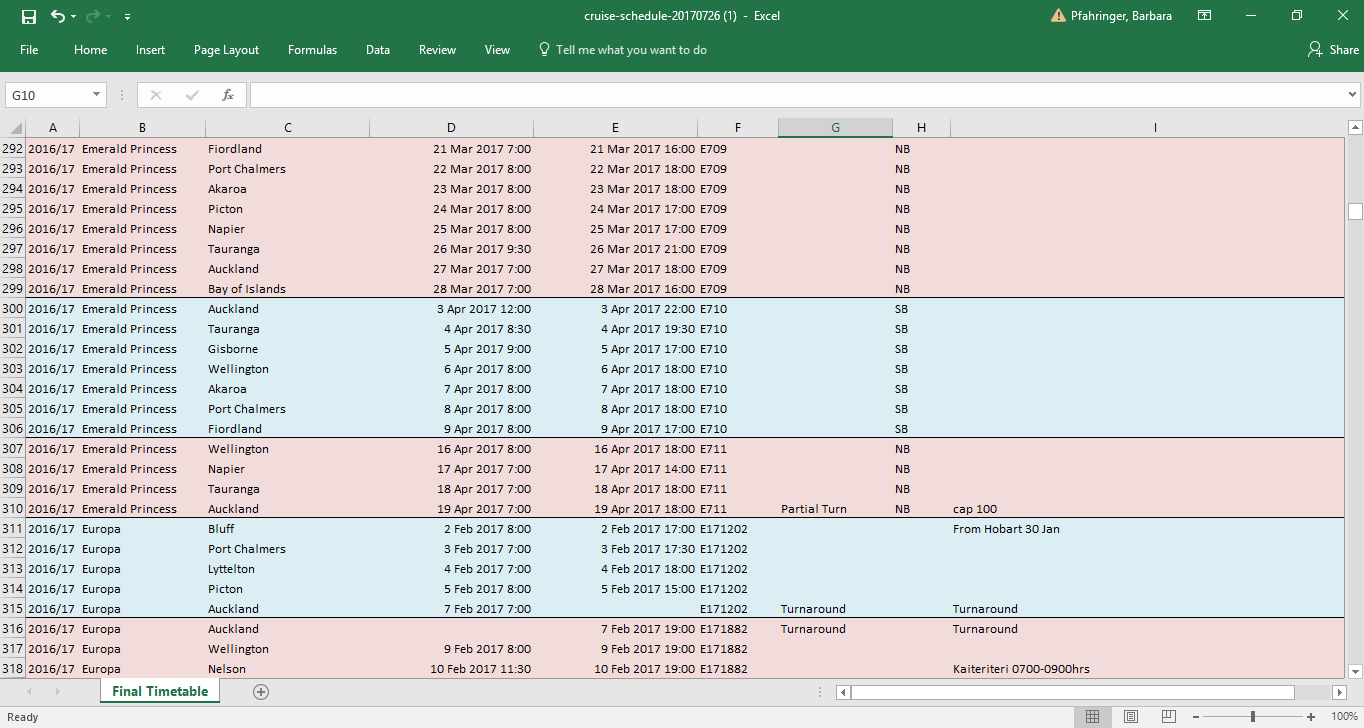 cruise-schedule-20170726 (1) - Excel
Pfahringer, Barbara
File Home Insert Page Layout Formulas Data Review View Tell me what you want to do Share
G10 fx
A B C D E F G H I
292 2016/17 Emerald Princess Fiordland 21 Mar 2017 7:00 21 Mar 2017 16:00 E709 NB
293 2016/17 Emerald Princess Port Chalmers 22 Mar 2017 8:00 22 Mar 2017 18:00 E709 NB
294 2016/17 Emerald Princess Akaroa 23 Mar 2017 8:00 23 Mar 2017 18:00 E709 NB
295 2016/17 Emerald Princess Picton 24 Mar 2017 8:00 24 Mar 2017 17:00 E709 NB
296 2016/17 Emerald Princess Napier 25 Mar 2017 8:00 25 Mar 2017 17:00 E709 NB
297 2016/17 Emerald Princess Tauranga 26 Mar 2017 9:30 26 Mar 2017 21:00 E709 NB
298 2016/17 Emerald Princess Auckland 27 Mar 2017 7:00 27 Mar 2017 18:00 E709 NB
299 2016/17 Emerald Princess Bay of Islands 28 Mar 2017 7:00 28 Mar 2017 16:00 E709 NB
300 2016/17 Emerald Princess Auckland 3 Apr 2017 12:00 3 Apr 2017 22:00 E710 SB
301 2016/17 Emerald Princess Tauranga 4 Apr 2017 8:30 4 Apr 2017 19:30 E710 SB
302 2016/17 Emerald Princess Gisborne 5 Apr 2017 9:00 5 Apr 2017 17:00 E710 SB
303 2016/17 Emerald Princess Wellington 6 Apr 2017 8:00 6 Apr 2017 18:00 E710 SB
304 2016/17 Emerald Princess Akaroa 7 Apr 2017 8:00 7 Apr 2017 18:00 E710 SB
305 2016/17 Emerald Princess Port Chalmers 8 Apr 2017 8:00 8 Apr 2017 18:00 E710 SB
306 2016/17 Emerald Princess Fiordland 9 Apr 2017 8:00 9 Apr 2017 17:00 E710 SB
307 2016/17 Emerald Princess Wellington 16 Apr 2017 8:00 16 Apr 2017 18:00 E711 NB
308 2016/17 Emerald Princess Napier 17 Apr 2017 7:00 17 Apr 2017 14:00 E711 NB
309 2016/17 Emerald Princess Tauranga 18 Apr 2017 7:00 18 Apr 2017 18:00 E711 NB
310 2016/17 Emerald Princess Auckland 19 Apr 2017 7:00 19 Apr 2017 18:00 E711 Partial Turn NB cap 100
311 2016/17 Europa Bluff 2 Feb 2017 8:00 2 Feb 2017 17:00 E171202 From Hobart 30 Jan
312 2016/17 Europa Port Chalmers 3 Feb 2017 7:00 3 Feb 2017 17:30 E171202
313 2016/17 Europa Lyttelton 4 Feb 2017 7:00 4 Feb 2017 18:00 E171202
314 2016/17 Europa Picton 5 Feb 2017 8:00 5 Feb 2017 15:00 E171202
315 2016/17 Europa Auckland 7 Feb 2017 7:00 E171202 Turnaround Turnaround
316 2016/17 Europa Auckland 7 Feb 2017 19:00 E171882 Turnaround Turnaround
317 2016/17 Europa Wellington 9 Feb 2017 8:00 9 Feb 2017 19:00 E171882
318 2016/17 Europa Nelson 10 Feb 2017 11:30 10 Feb 2017 19:00 E171882 Kaiteriteri 0700-0900hrs
Final Timetable
Ready 100%